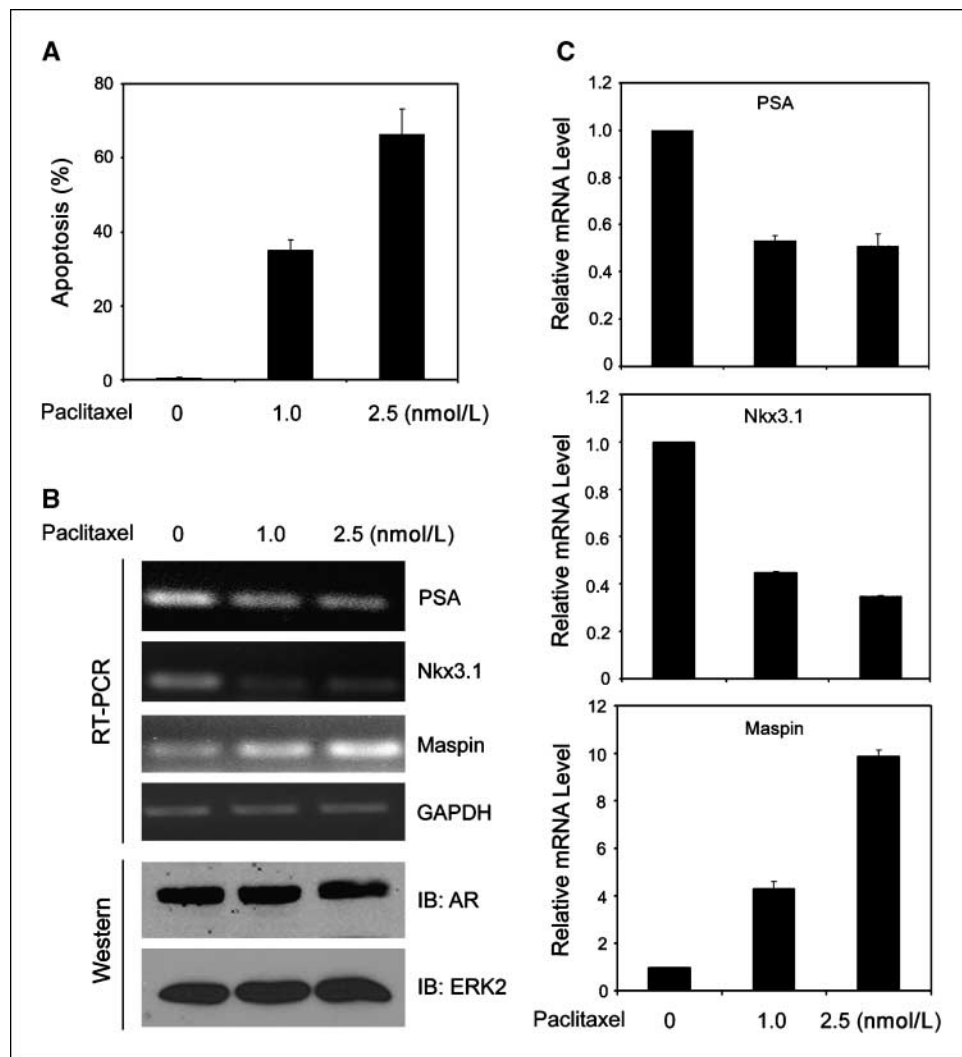 A
80
60
40
20
0
Apoptosis (%)
Paclitaxel 0 1.0 2.5 (nmol/L)
B
Paclitaxel 0 1.0 2.5 (nmol/L)
RT-PCR
PSA
Nkx3.1
Maspin
GAPDH
Western
IB: AR
IB: ERK2
C
PSA
1.2
1.0
0.8
0.6
0.4
0.2
0
Relative mRNA Level
Nkx3.1
1.2
1.0
0.8
0.6
0.4
0.2
0
Relative mRNA Level
Maspin
12
10
8
6
4
2
0
Relative mRNA Level
Paclitaxel 0 1.0 2.5 (nmol/L)